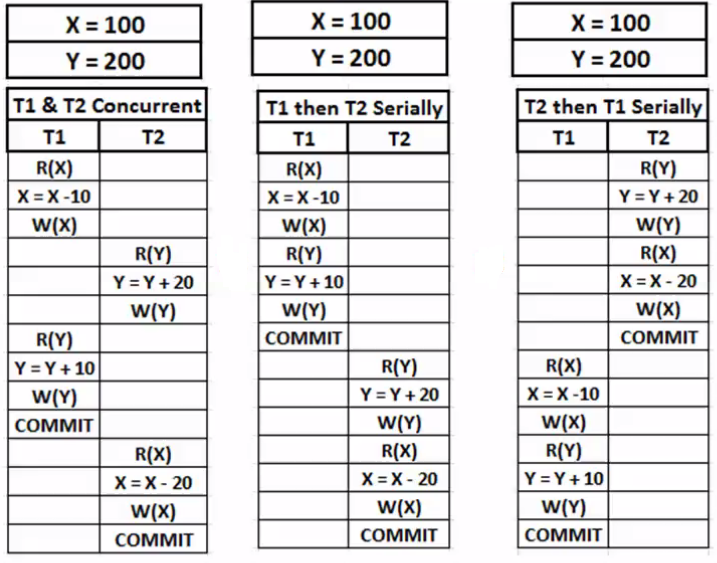 X = 100
Y = 200
T1 & T2 Concurrent
T1 T2
R(X)
X = X -10
W(X)
R(Y)
Y = Y + 20
W(Y)
R(Y)
Y = Y + 10
W(Y)
COMMIT
R(X)
X = X - 20
W(X)
COMMIT
X = 100
Y = 200
T1 then T2 Serially
T1 T2
R(X)
X = X -10
W(X)
R(Y)
Y = Y + 10
W(Y)
COMMIT
R(Y)
Y = Y + 20
W(Y)
R(X)
X = X - 20
W(X)
COMMIT
X = 100
Y = 200
T2 then T1 Serially
T1 T2
R(Y)
Y = Y + 20
W(Y)
R(X)
X = X - 20
W(X)
COMMIT
R(X)
X = X -10
W(X)
R(Y)
Y = Y + 10
W(Y)
COMMIT